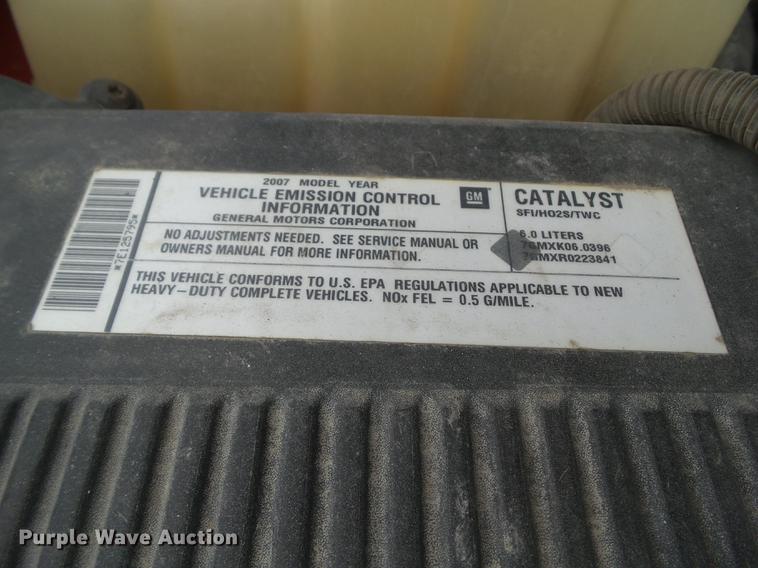 *7E125795*
2007 MODEL YEAR
VEHICLE EMISSION CONTROL
INFORMATION
GENERAL MOTORS CORPORATION
GM
NO ADJUSTMENTS NEEDED. SEE SERVICE MANUAL OR
OWNERS MANUAL FOR MORE INFORMATION.
CATALYST
SFI/HO2S/TWC
6.0 LITERS
7GMXK06.0396
7GMXR0223841
THIS VEHICLE CONFORMS TO U.S. EPA REGULATIONS APPLICABLE TO NEW
HEAVY-DUTY COMPLETE VEHICLES. NOx FEL = 0.5 G/MILE.
Purple Wave Auction®